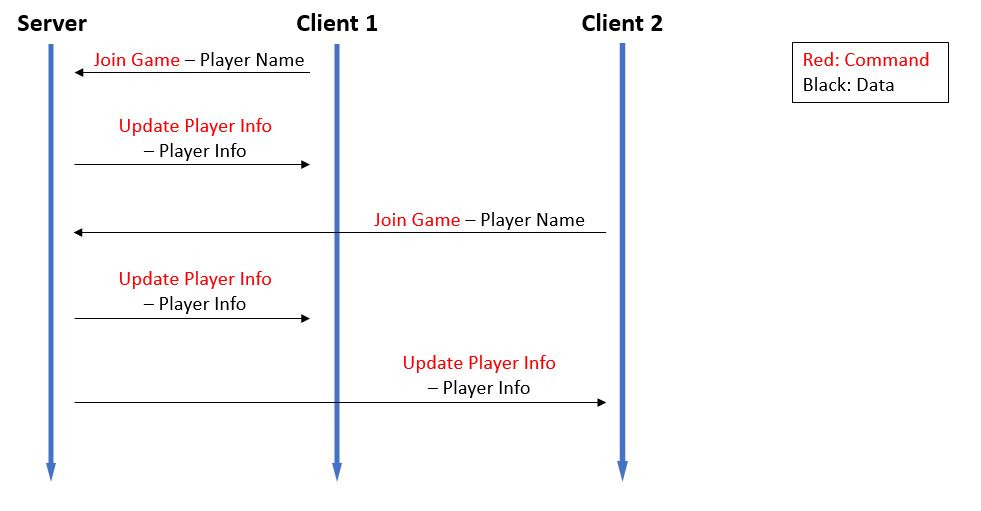 Server
Client 1
Client 2
Join Game – Player Name
Red: Command
Black: Data
Update Player Info
– Player Info
Join Game – Player Name
Update Player Info
– Player Info
Update Player Info
– Player Info